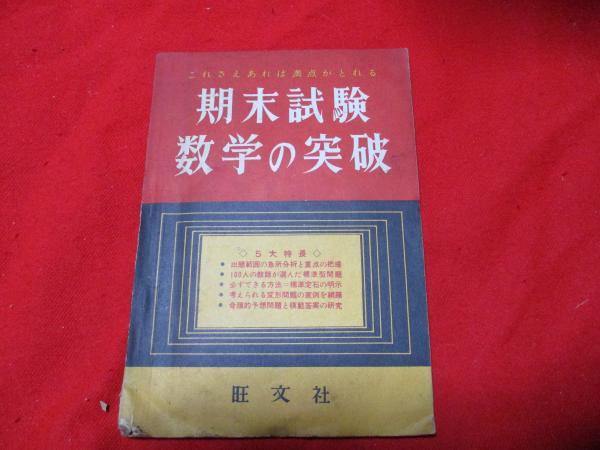 これさえあれば満点がとれる
期末試験
数学の突破
◇5大特長◇
● 出題範囲の急所分析と重点の把握
● 100人の教師が選んだ標準型問題
● 必ずできる方法=標準定石の明示
● 考えられる変形問題の実例を網羅
● 命題的予想問題と模範答案の研究
旺文社